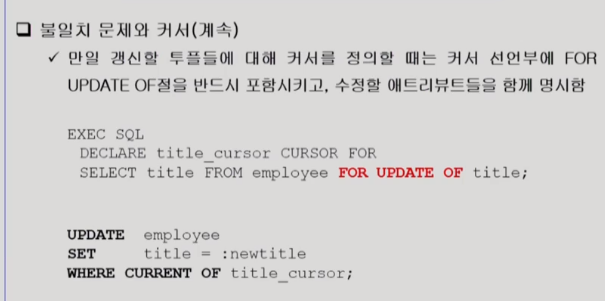 ❑ 불일치 문제와 커서(계속)
✓ 만일 갱신할 투플들에 대해 커서를 정의할 때는 커서 선언부에 FOR
UPDATE OF절을 반드시 포함시키고, 수정할 애트리뷰트들을 함께 명시함
EXEC SQL
DECLARE title_cursor CURSOR FOR
SELECT title FROM employee FOR UPDATE OF title;
UPDATE employee
SET title = :newtitle
WHERE CURRENT OF title_cursor;